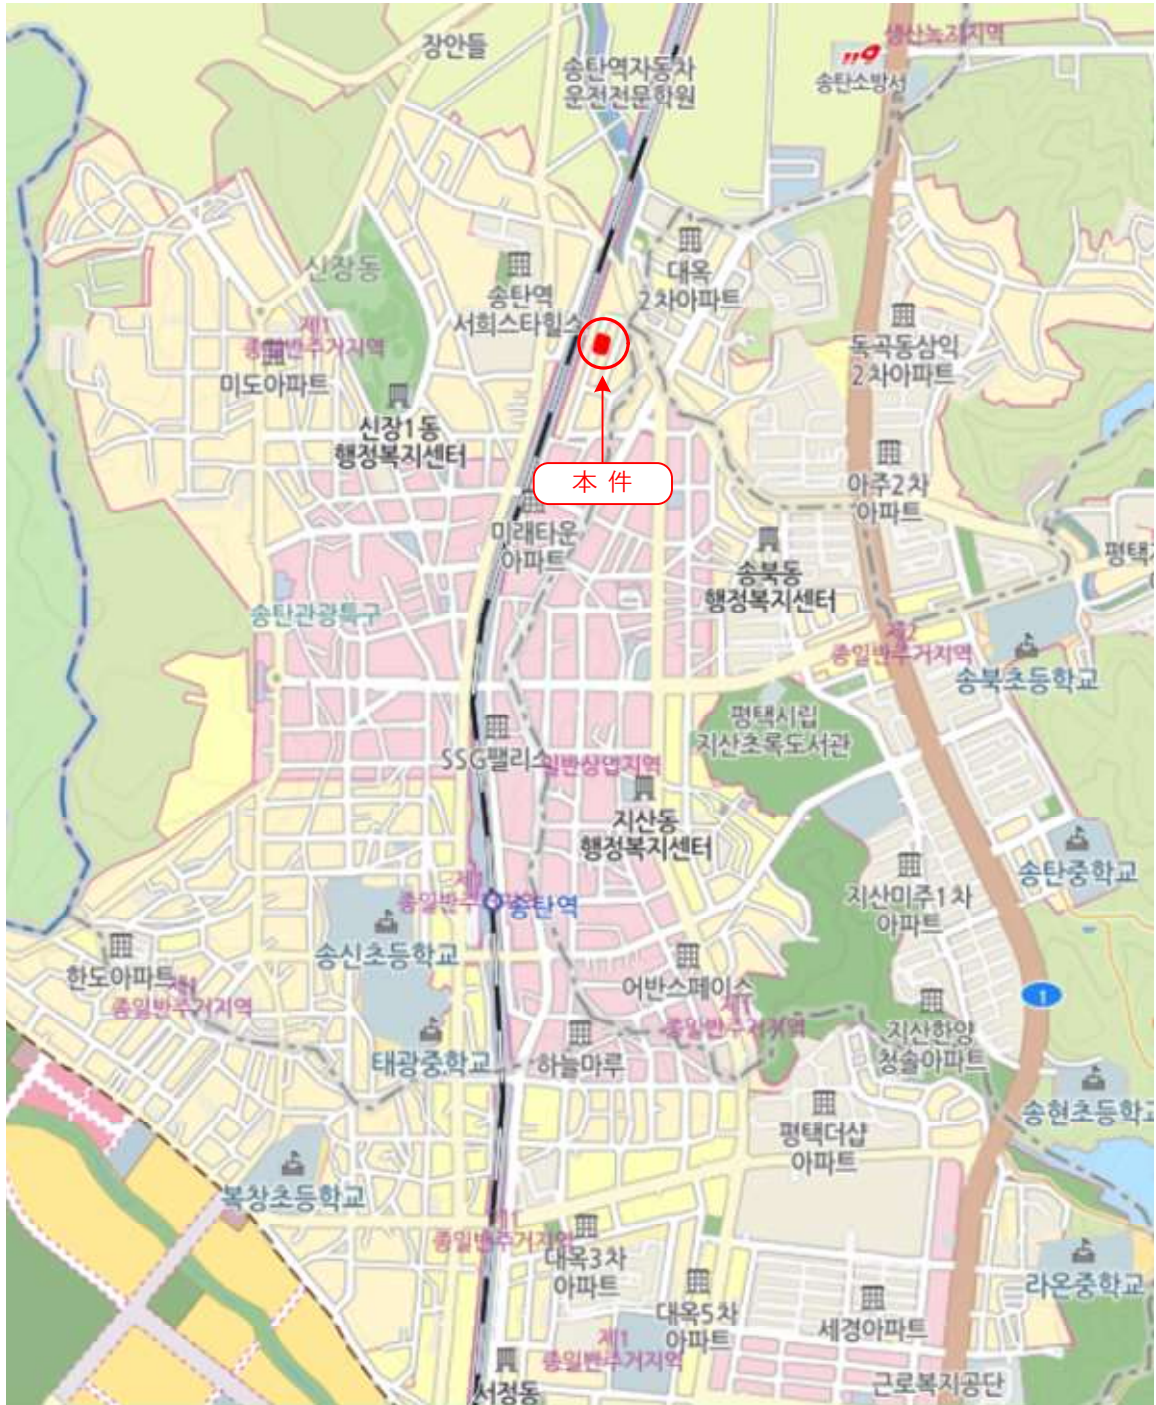 장안들
생산녹지지역
119
송탄역자동차
운전전문학원
송탄소방서
대옥
2차아파트
신장동
송탄역
서희스타힐스
제1
종일반주거지역
미도아파트
독곡동삼익
2차아파트
신장1동
행정복지센터
本 件
아주2차
아파트
미래타운
아파트
송북동
행정복지센터
평택
송탄관광특구
제2
종일반주거지역
송북초등학교
평택시립
지산초록도서관
SSG팰리스
일반상업지역
지산동
행정복지센터
송탄중학교
지산미주1차
아파트
종일반주거지역
송탄역
송신초등학교
한도아파트
제1
종일반주거지역
어반스페이스
제1
종일반주거지역
1
지산한양
청솔아파트
태광중학교
하늘마루
송현초등학교
평택더샵
아파트
복창초등학교
제1
종일반주거지역
대옥3차
아파트
라온중학교
대옥5차
아파트
세경아파트
제1
종일반주거지역
서정동
근로복지공단